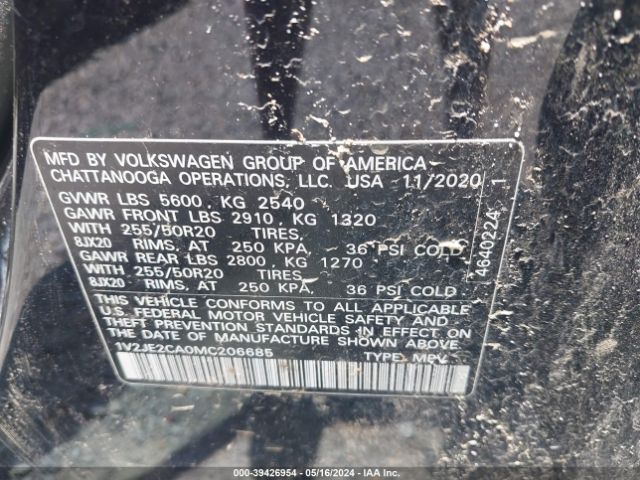 MFD BY VOLKSWAGEN GROUP OF AMERICA
CHATTANOOGA OPERATIONS, LLC. USA 11/2020
GVWR LBS 5600 , KG 2540
GAWR FRONT LBS 2910 , KG 1320
WITH 255/50R20 TIRES,
8JX20 RIMS, AT 250 KPA, 36 PSI COLD
GAWR REAR LBS 2800 , KG 1270
WITH 255/50R20 TIRES
8JX20 RIMS, AT 250 KPA, 36 PSI COLD
THIS VEHICLE CONFORMS TO ALL APPLICABLE
U.S. FEDERAL MOTOR VEHICLE SAFETY AND
THEFT PREVENTION STANDARDS IN EFFECT ON
THE DATE OF MANUFACTURE SHOWN ABOVE.
1V2JE2CA0MC206685 TYPE: MPV
4640224 1
000-39426954 - 05/16/2024 - IAA Inc.